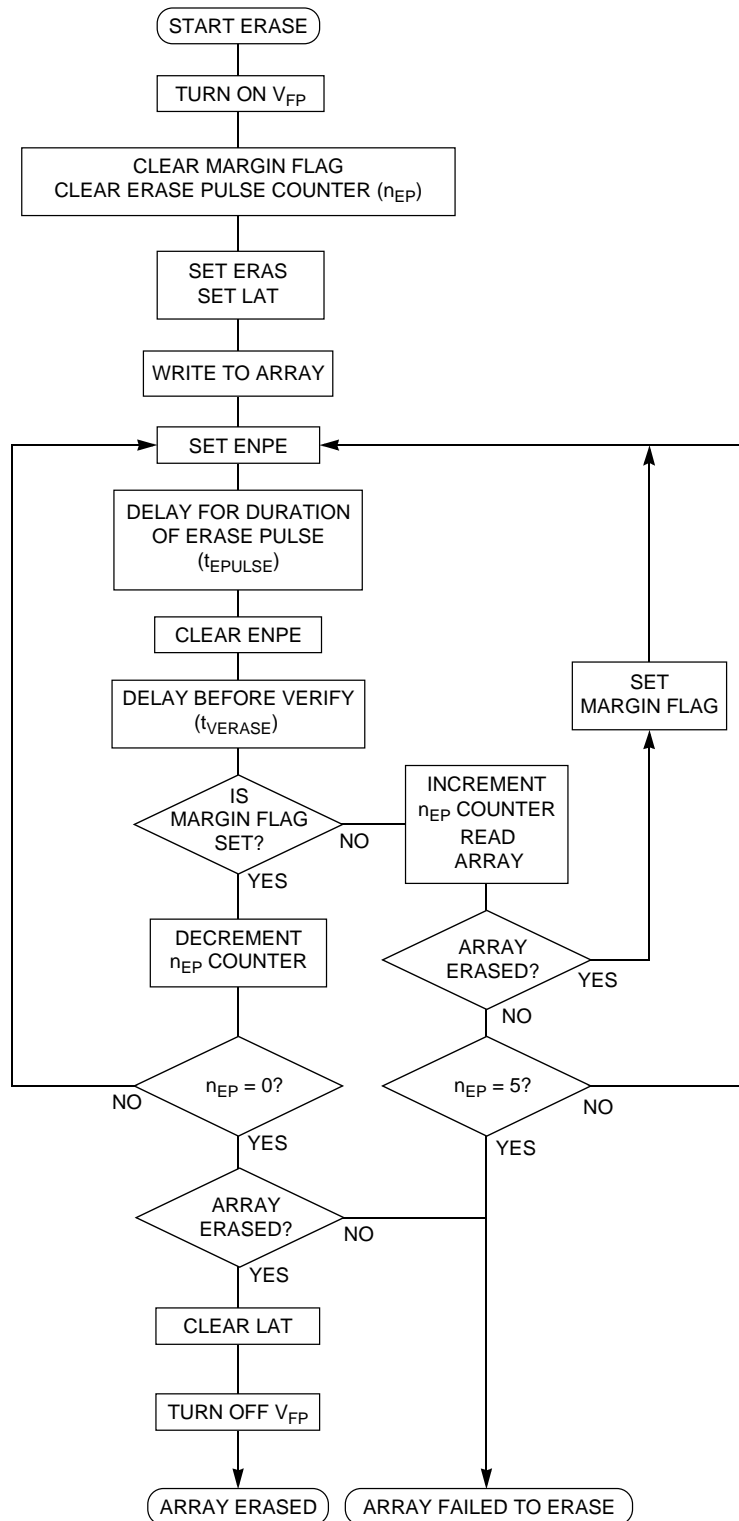 START ERASE
TURN ON VFP
CLEAR MARGIN FLAG
CLEAR ERASE PULSE COUNTER (nEP)
SET ERAS
SET LAT
WRITE TO ARRAY
SET ENPE
DELAY FOR DURATION
OF ERASE PULSE
(tEPULSE)
CLEAR ENPE
DELAY BEFORE VERIFY
(tVERASE)
SET
MARGIN FLAG
IS
MARGIN FLAG
SET?
NO
YES
INCREMENT
nEP COUNTER
READ
ARRAY
DECREMENT
nEP COUNTER
ARRAY
ERASED?
YES
NO
nEP = 0?
NO
YES
nEP = 5?
NO
YES
ARRAY
ERASED?
NO
YES
CLEAR LAT
TURN OFF VFP
ARRAY ERASED
ARRAY FAILED TO ERASE